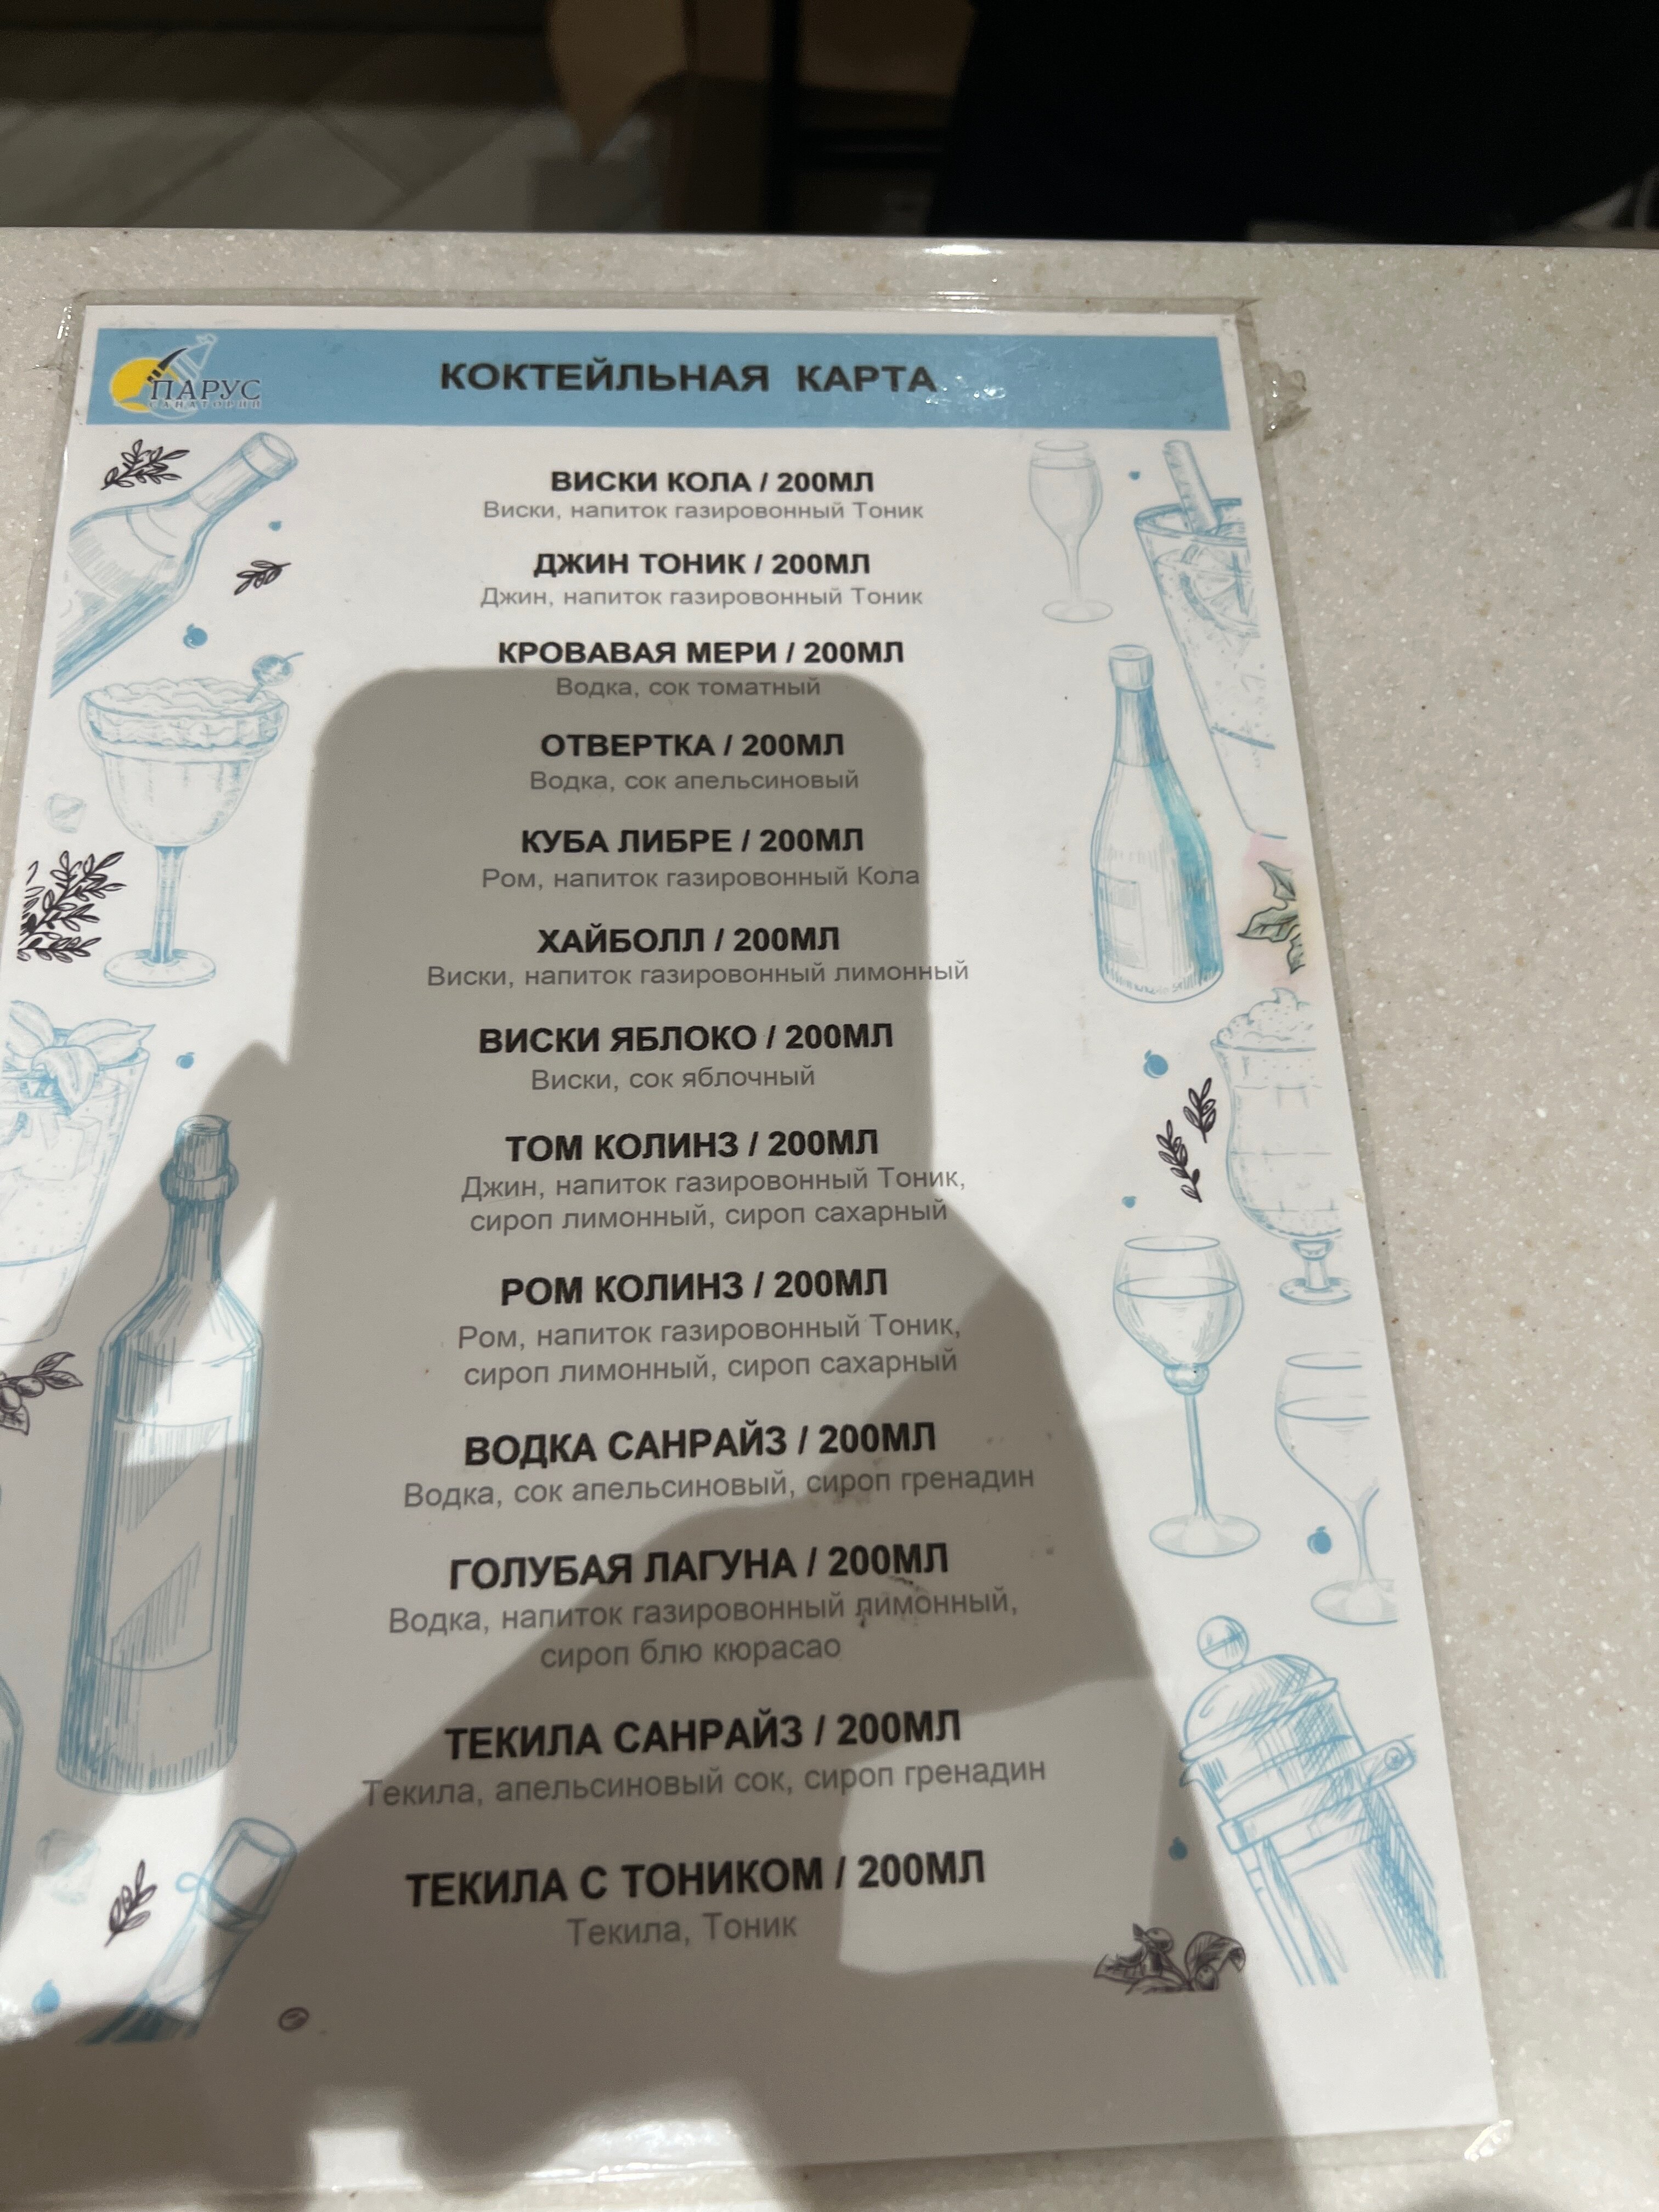 ПАРУС
САНАТОРИЙ
КОКТЕЙЛЬНАЯ КАРТА
ВИСКИ КОЛА / 200МЛ
Виски, напиток газировонный Тоник
ДЖИН ТОНИК / 200МЛ
Джин, напиток газировонный Тоник
КРОВАВАЯ МЕРИ / 200МЛ
Водка, сок томатный
ОТВЕРТКА / 200МЛ
Водка, сок апельсиновый
КУБА ЛИБРЕ / 200МЛ
Ром, напиток газировонный Кола
ХАЙБОЛЛ / 200МЛ
Виски, напиток газировонный лимонный
ВИСКИ ЯБЛОКО / 200МЛ
Виски, сок яблочный
ТОМ КОЛИНЗ / 200МЛ
Джин, напиток газировонный Тоник,
сироп лимонный, сироп сахарный
РОМ КОЛИНЗ / 200МЛ
Ром, напиток газировонный Тоник,
сироп лимонный, сироп сахарный
ВОДКА САНРАЙЗ / 200МЛ
Водка, сок апельсиновый, сироп гренадин
ГОЛУБАЯ ЛАГУНА / 200МЛ
Водка, напиток газировонный лимонный,
сироп блю кюрасао
ТЕКИЛА САНРАЙЗ / 200МЛ
Текила, апельсиновый сок, сироп гренадин
ТЕКИЛА С ТОНИКОМ / 200МЛ
Текила, Тоник